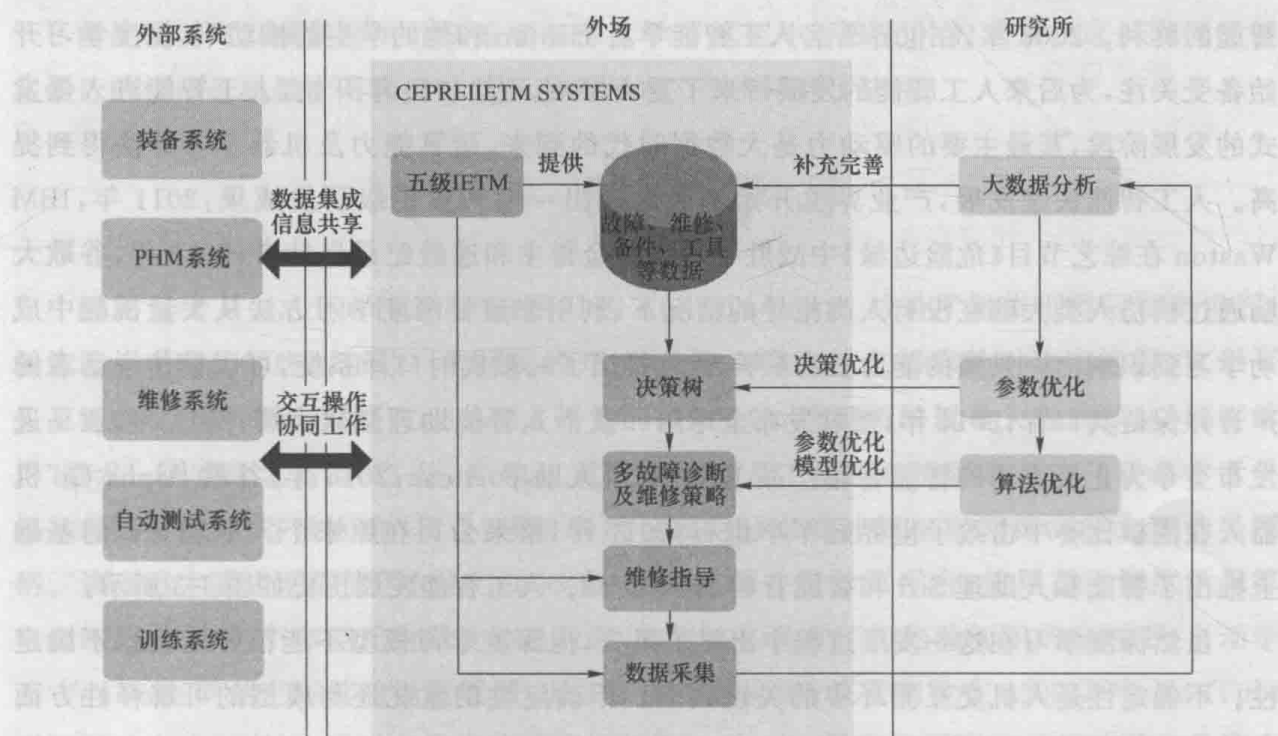 外部系统
外场
研究所
CEPREIIETM SYSTEMS
装备系统
五级IETM
提供
补充完善
大数据分析
数据集成
信息共享
故障、维修、
备件、工具
等数据
PHM系统
决策优化
维修系统
交互操作
协同工作
决策树
参数优化
参数优化
模型优化
多故障诊断
及维修策略
算法优化
自动测试系统
维修指导
训练系统
数据采集